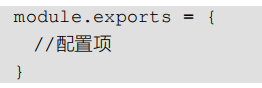 module.exports = {
//配置项
}